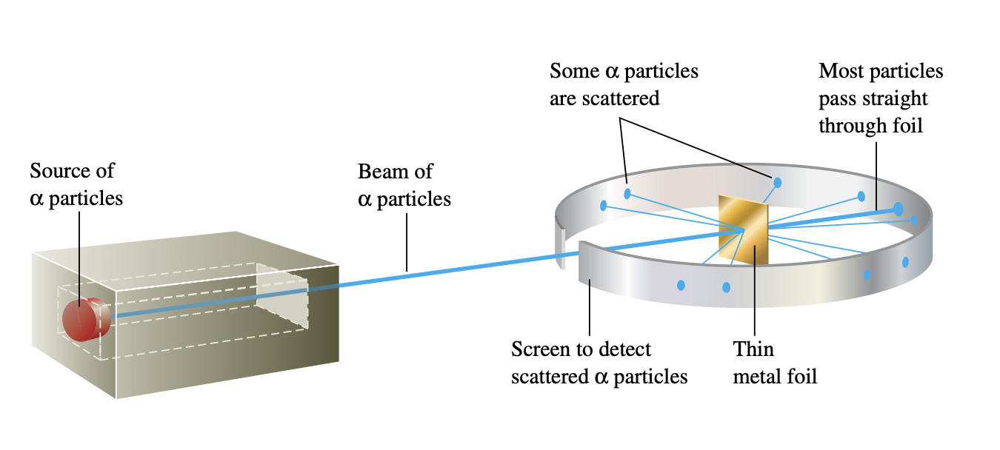 Some α particles
are scattered
Most particles
pass straight
through foil
Source of
α particles
Beam of
α particles
Screen to detect
scattered α particles
Thin
metal foil